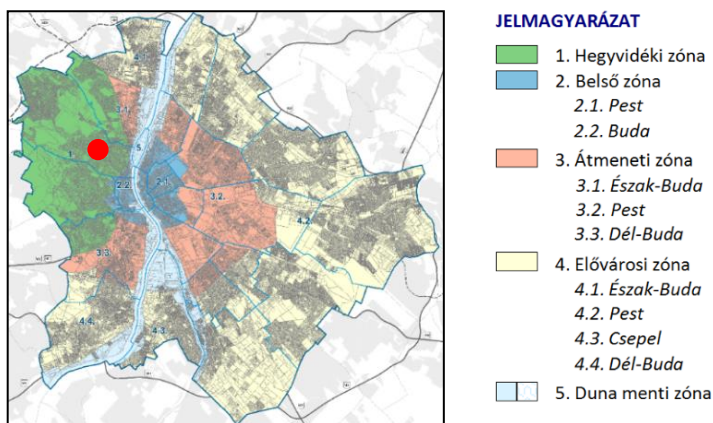 JELMAGYARÁZAT
1. Hegyvidéki zóna
2. Belső zóna
2.1. Pest
2.2. Buda
3. Átmeneti zóna
3.1. Észak-Buda
3.2. Pest
3.3. Dél-Buda
4. Elővárosi zóna
4.1. Észak-Buda
4.2. Pest
4.3. Csepel
4.4. Dél-Buda
5. Duna menti zóna
3.1.
1.
5.
2.2.
2.1.
3.2.
4.2.
3.3.
4.4.
4.3.